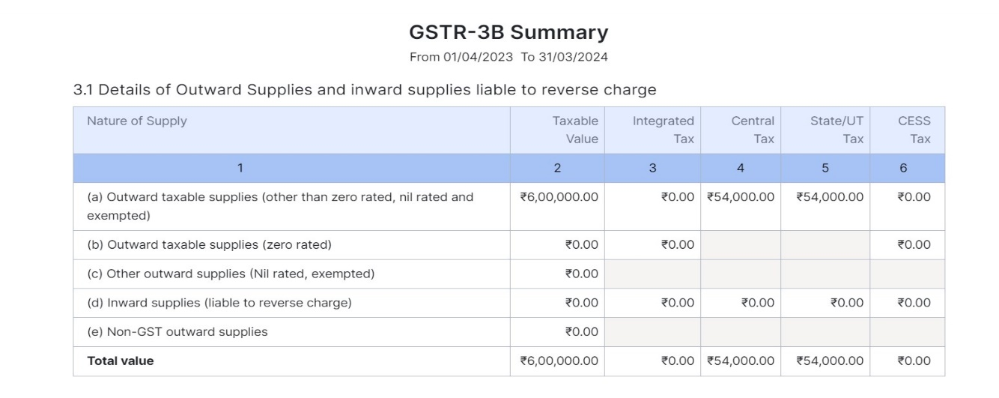 GSTR-3B Summary
From 01/04/2023 To 31/03/2024
3.1 Details of Outward Supplies and inward supplies liable to reverse charge
Nature of Supply Taxable Integrated Central State/UT CESS
Value Tax Tax Tax Tax
1 2 3 4 5 6
(a) Outward taxable supplies (other than zero rated, nil rated and ₹6,00,000.00 ₹0.00 ₹54,000.00 ₹54,000.00 ₹0.00
exempted)
(b) Outward taxable supplies (zero rated) ₹0.00 ₹0.00 ₹0.00
(c) Other outward supplies (Nil rated, exempted) ₹0.00
(d) Inward supplies (liable to reverse charge) ₹0.00 ₹0.00 ₹0.00 ₹0.00 ₹0.00
(e) Non-GST outward supplies ₹0.00
Total value ₹6,00,000.00 ₹0.00 ₹54,000.00 ₹54,000.00 ₹0.00